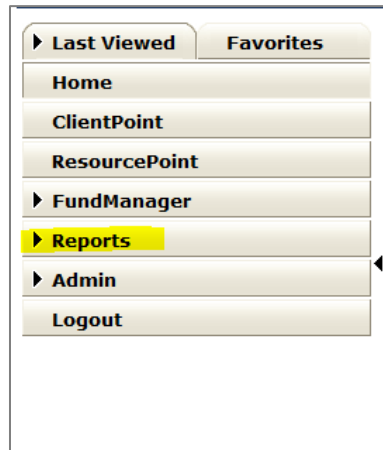 Last Viewed Favorites
Home
ClientPoint
ResourcePoint
FundManager
Reports
Admin
Logout